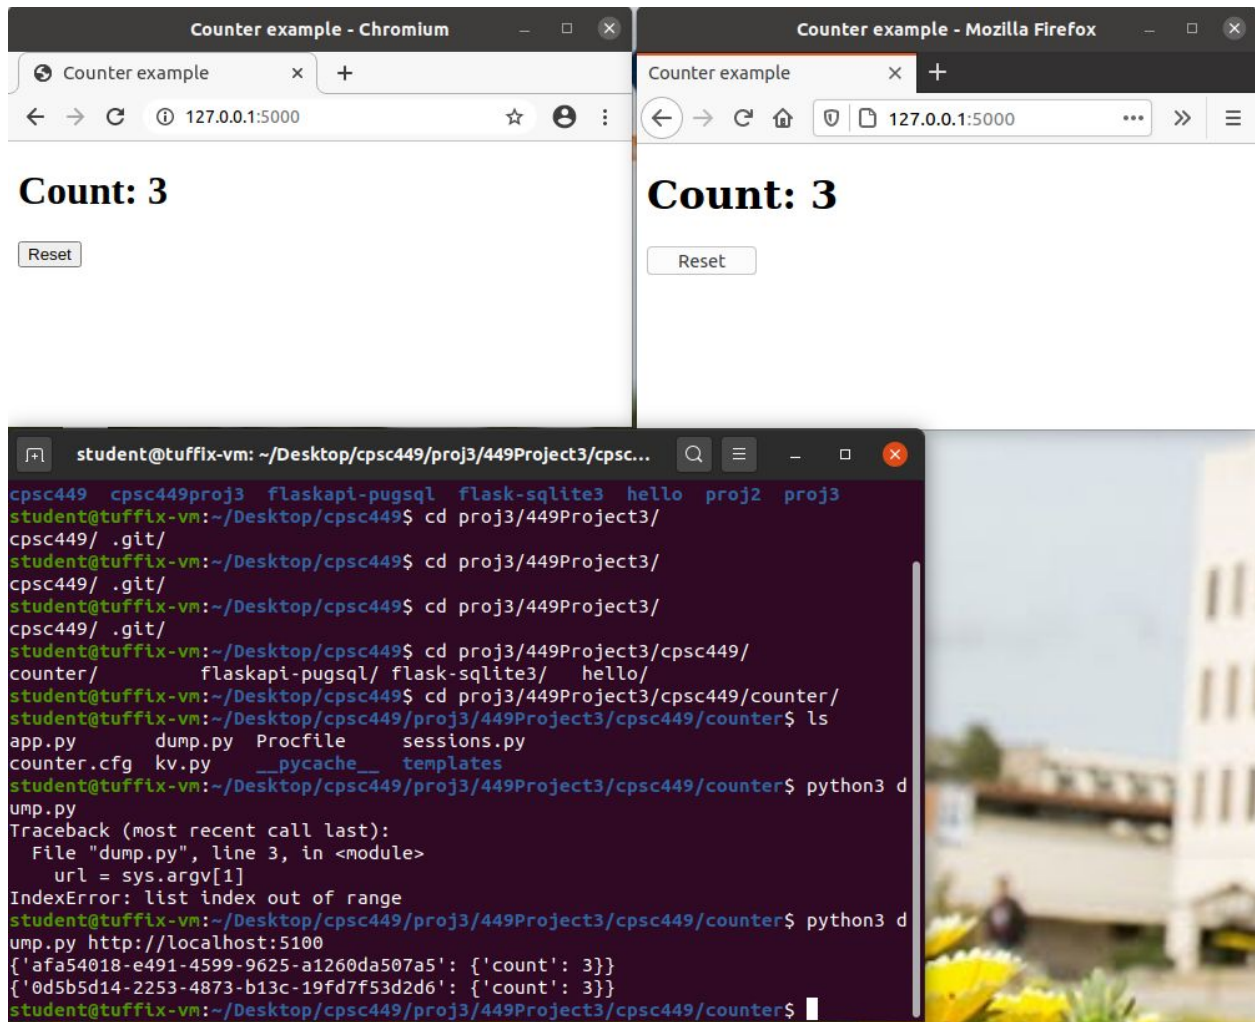 Counter example - Chromium
Counter example
127.0.0.1:5000
Count: 3
Reset
Counter example - Mozilla Firefox
Counter example
127.0.0.1:5000
Count: 3
Reset
student@tuffix-vm: ~/Desktop/cpsc449/proj3/449Project3/cpsc...
cpsc449 cpsc449proj3 flaskapi-pugsql flask-sqlite3 hello proj2 proj3
student@tuffix-vm:~/Desktop/cpsc449$ cd proj3/449Project3/
cpsc449/ .git/
student@tuffix-vm:~/Desktop/cpsc449$ cd proj3/449Project3/
cpsc449/ .git/
student@tuffix-vm:~/Desktop/cpsc449$ cd proj3/449Project3/
cpsc449/ .git/
student@tuffix-vm:~/Desktop/cpsc449$ cd proj3/449Project3/cpsc449/
counter/ flaskapi-pugsql/ flask-sqlite3/ hello/
student@tuffix-vm:~/Desktop/cpsc449$ cd proj3/449Project3/cpsc449/counter/
student@tuffix-vm:~/Desktop/cpsc449/proj3/449Project3/cpsc449/counter$ ls
app.py dump.py Procfile sessions.py
counter.cfg kv.py __pycache__ templates
student@tuffix-vm:~/Desktop/cpsc449/proj3/449Project3/cpsc449/counter$ python3 d
ump.py
Traceback (most recent call last):
File "dump.py", line 3, in <module>
url = sys.argv[1]
IndexError: list index out of range
student@tuffix-vm:~/Desktop/cpsc449/proj3/449Project3/cpsc449/counter$ python3 d
ump.py http://localhost:5100
{'afa54018-e491-4599-9625-a1260da507a5': {'count': 3}}
{'0d5b5d14-2253-4873-b13c-19fd7f53d2d6': {'count': 3}}
student@tuffix-vm:~/Desktop/cpsc449/proj3/449Project3/cpsc449/counter$